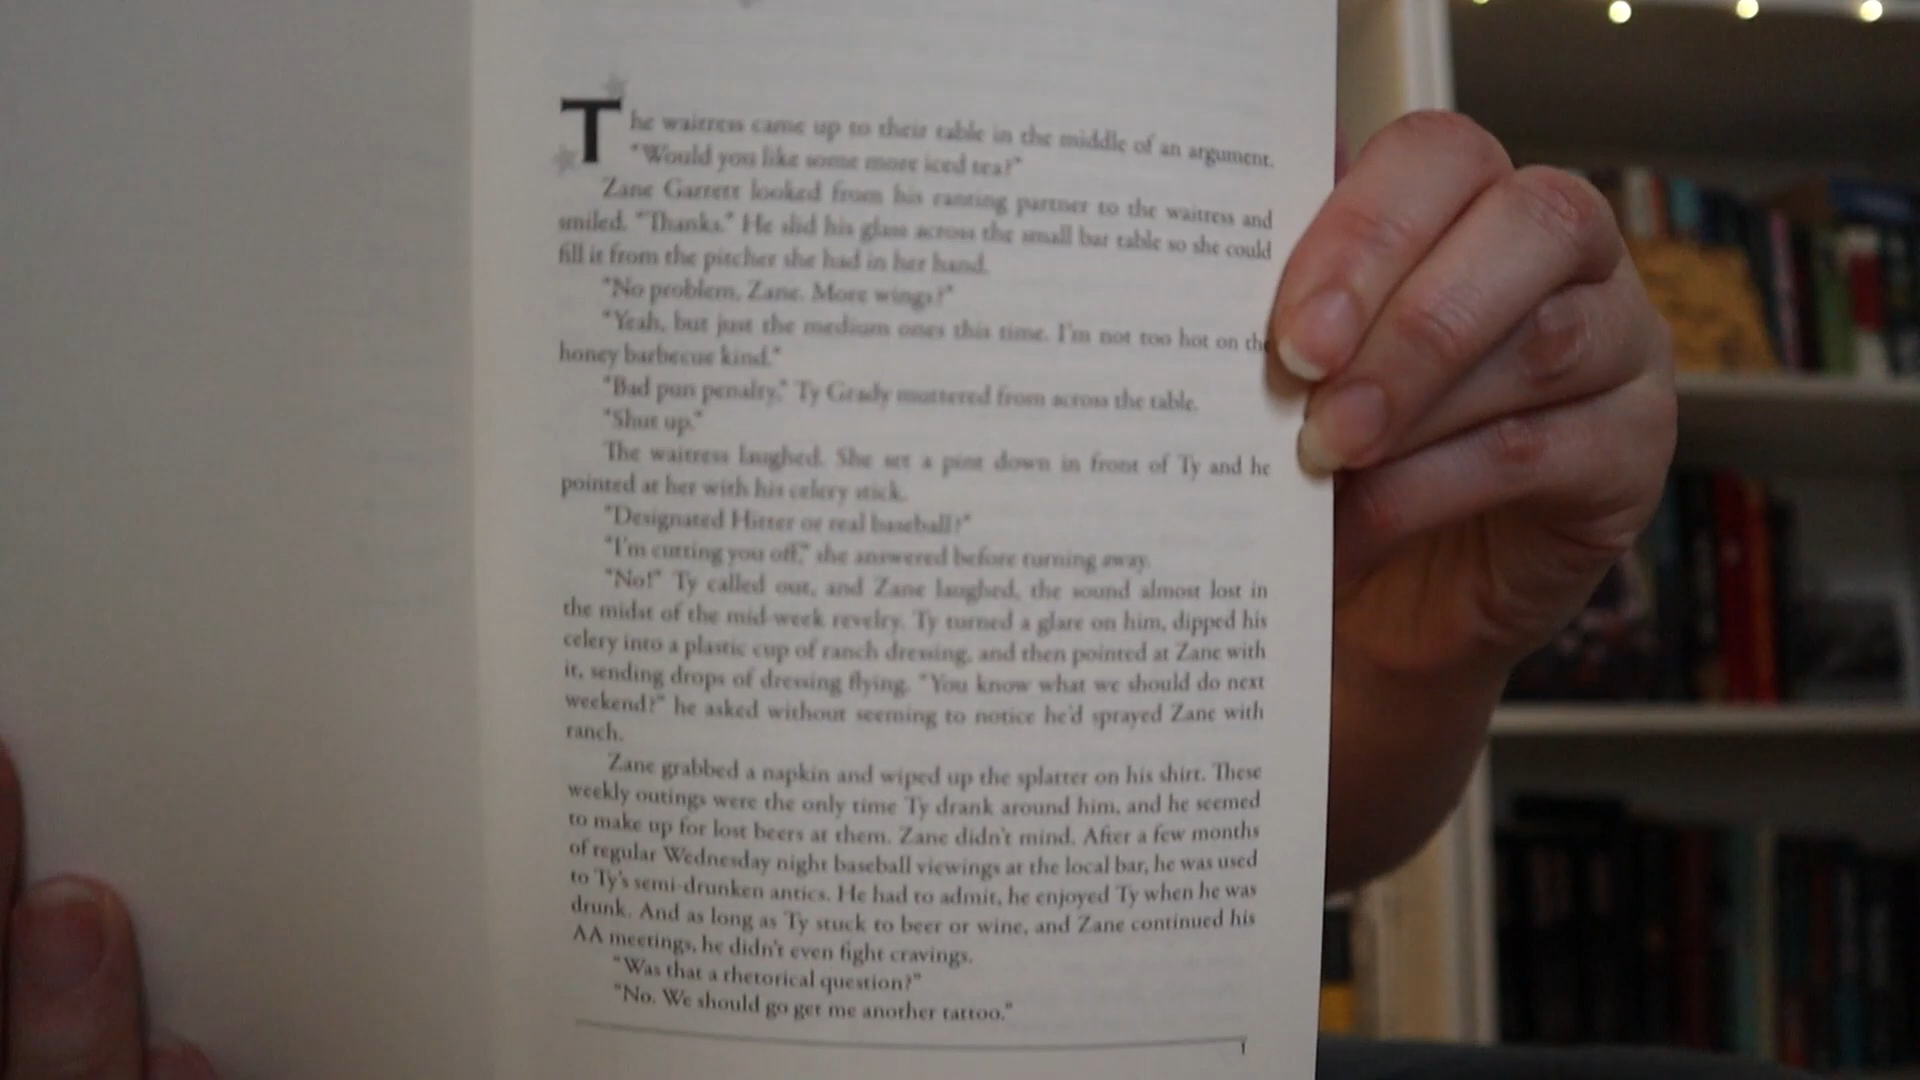 The waitress came up to their table in the middle of an argument.
"Would you like some more iced tea?"
Zane Garrett looked from his ranting partner to the waitress and
smiled. "Thanks." He slid his glass across the small bar table so she could
fill it from the pitcher she had in her hand.
"No problem, Zane. More wings?"
"Yeah, but just the medium ones this time. I'm not too hot on the
honey barbecue kind."
"Bad pun penalty," Ty Grady muttered from across the table.
"Shut up."
The waitress laughed. She set a pint down in front of Ty and he
pointed at her with his celery stick.
"Designated Hitter or real baseball?"
"I'm cutting you off," she answered before turning away.
"No!" Ty called out, and Zane laughed, the sound almost lost in
the midst of the mid-week revelry. Ty turned a glare on him, dipped his
celery into a plastic cup of ranch dressing, and then pointed at Zane with
it, sending drops of dressing flying. "You know what we should do next
weekend?" he asked without seeming to notice he'd sprayed Zane with
ranch.
Zane grabbed a napkin and wiped up the splatter on his shirt. These
weekly outings were the only time Ty drank around him, and he seemed
to make up for lost beers at them. Zane didn't mind. After a few months
of regular Wednesday night baseball viewings at the local bar, he was used
to Ty's semi-drunken antics. He had to admit, he enjoyed Ty when he was
drunk. And as long as Ty stuck to beer or wine, and Zane continued his
AA meetings, he didn't even fight cravings.
"Was that a rhetorical question?"
"No. We should go get me another tattoo."
1